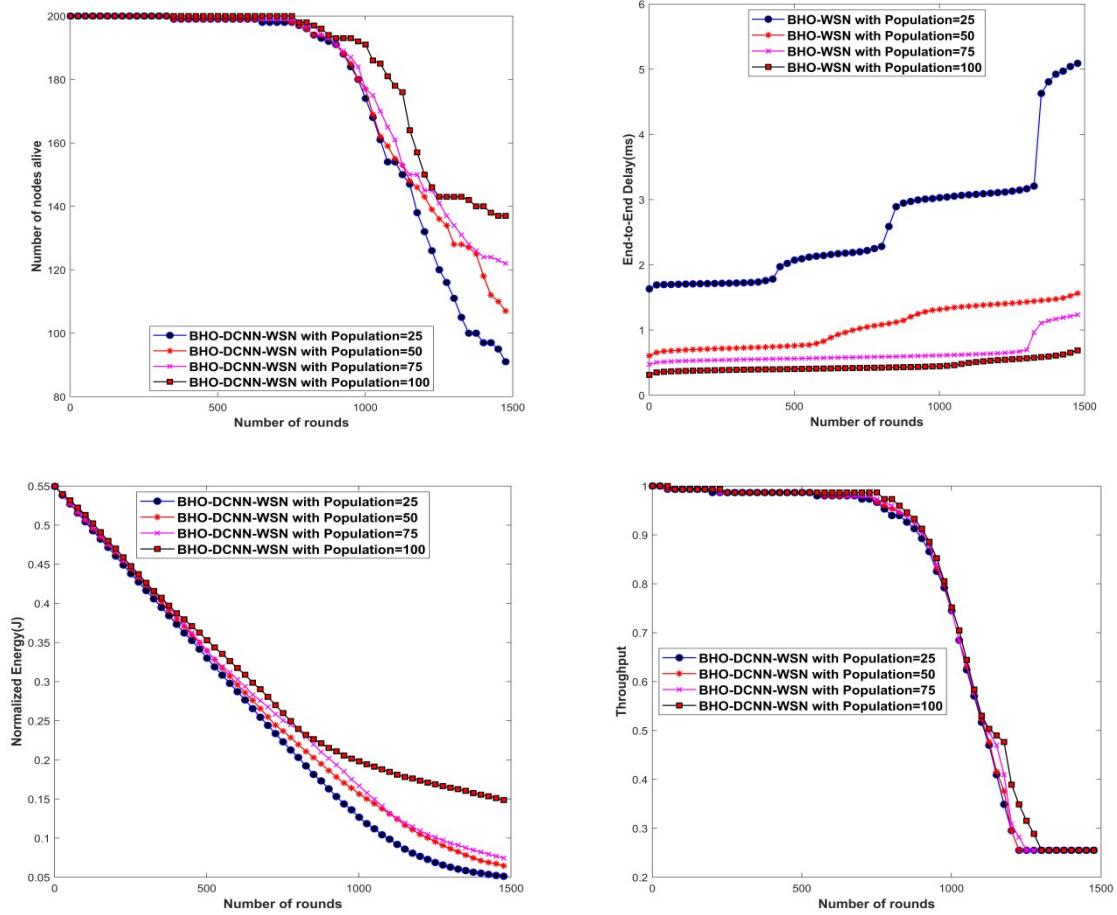 200
180
160
140
120
100
80
Number of nodes alive
BHO-DCNN-WSN with Population=25
BHO-DCNN-WSN with Population=50
BHO-DCNN-WSN with Population=75
BHO-DCNN-WSN with Population=100
0
500
1000
1500
Number of rounds
6
5
4
3
2
1
0
End-to-End Delay(ms)
BHO-WSN with Population=25
BHO-WSN with Population=50
BHO-WSN with Population=75
BHO-WSN with Population=100
0
500
1000
1500
Number of rounds
0.55
0.5
0.45
0.4
0.35
0.3
0.25
0.2
0.15
0.1
0.05
Normalized Energy(J)
BHO-DCNN-WSN with Population=25
BHO-DCNN-WSN with Population=50
BHO-DCNN-WSN with Population=75
BHO-DCNN-WSN with Population=100
0
500
1000
1500
Number of rounds
1
0.9
0.8
0.7
0.6
0.5
0.4
0.3
0.2
Throughput
BHO-DCNN-WSN with Population=25
BHO-DCNN-WSN with Population=50
BHO-DCNN-WSN with Population=75
BHO-DCNN-WSN with Population=100
0
500
1000
1500
Number of rounds